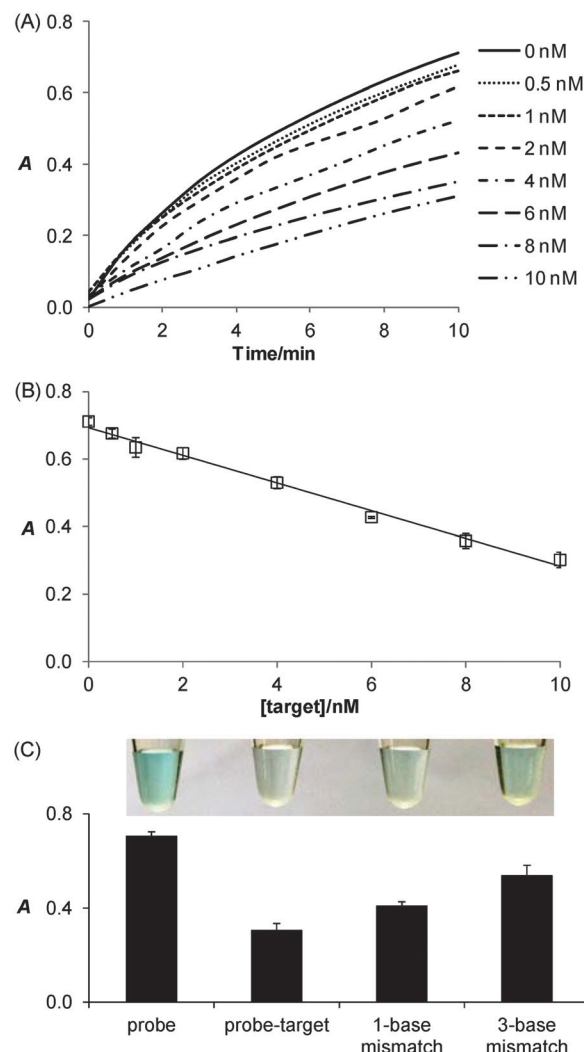 (A)
0.8
0.6
0.4
0.2
0.0
A
0
2
4
6
8
10
Time/min
0 nM
0.5 nM
1 nM
2 nM
4 nM
6 nM
8 nM
10 nM
(B)
0.8
0.6
0.4
0.2
0.0
A
0
2
4
6
8
10
[target]/nM
(C)
0.8
0.4
0.0
A
probe
probe-target
1-base
mismatch
3-base
mismatch